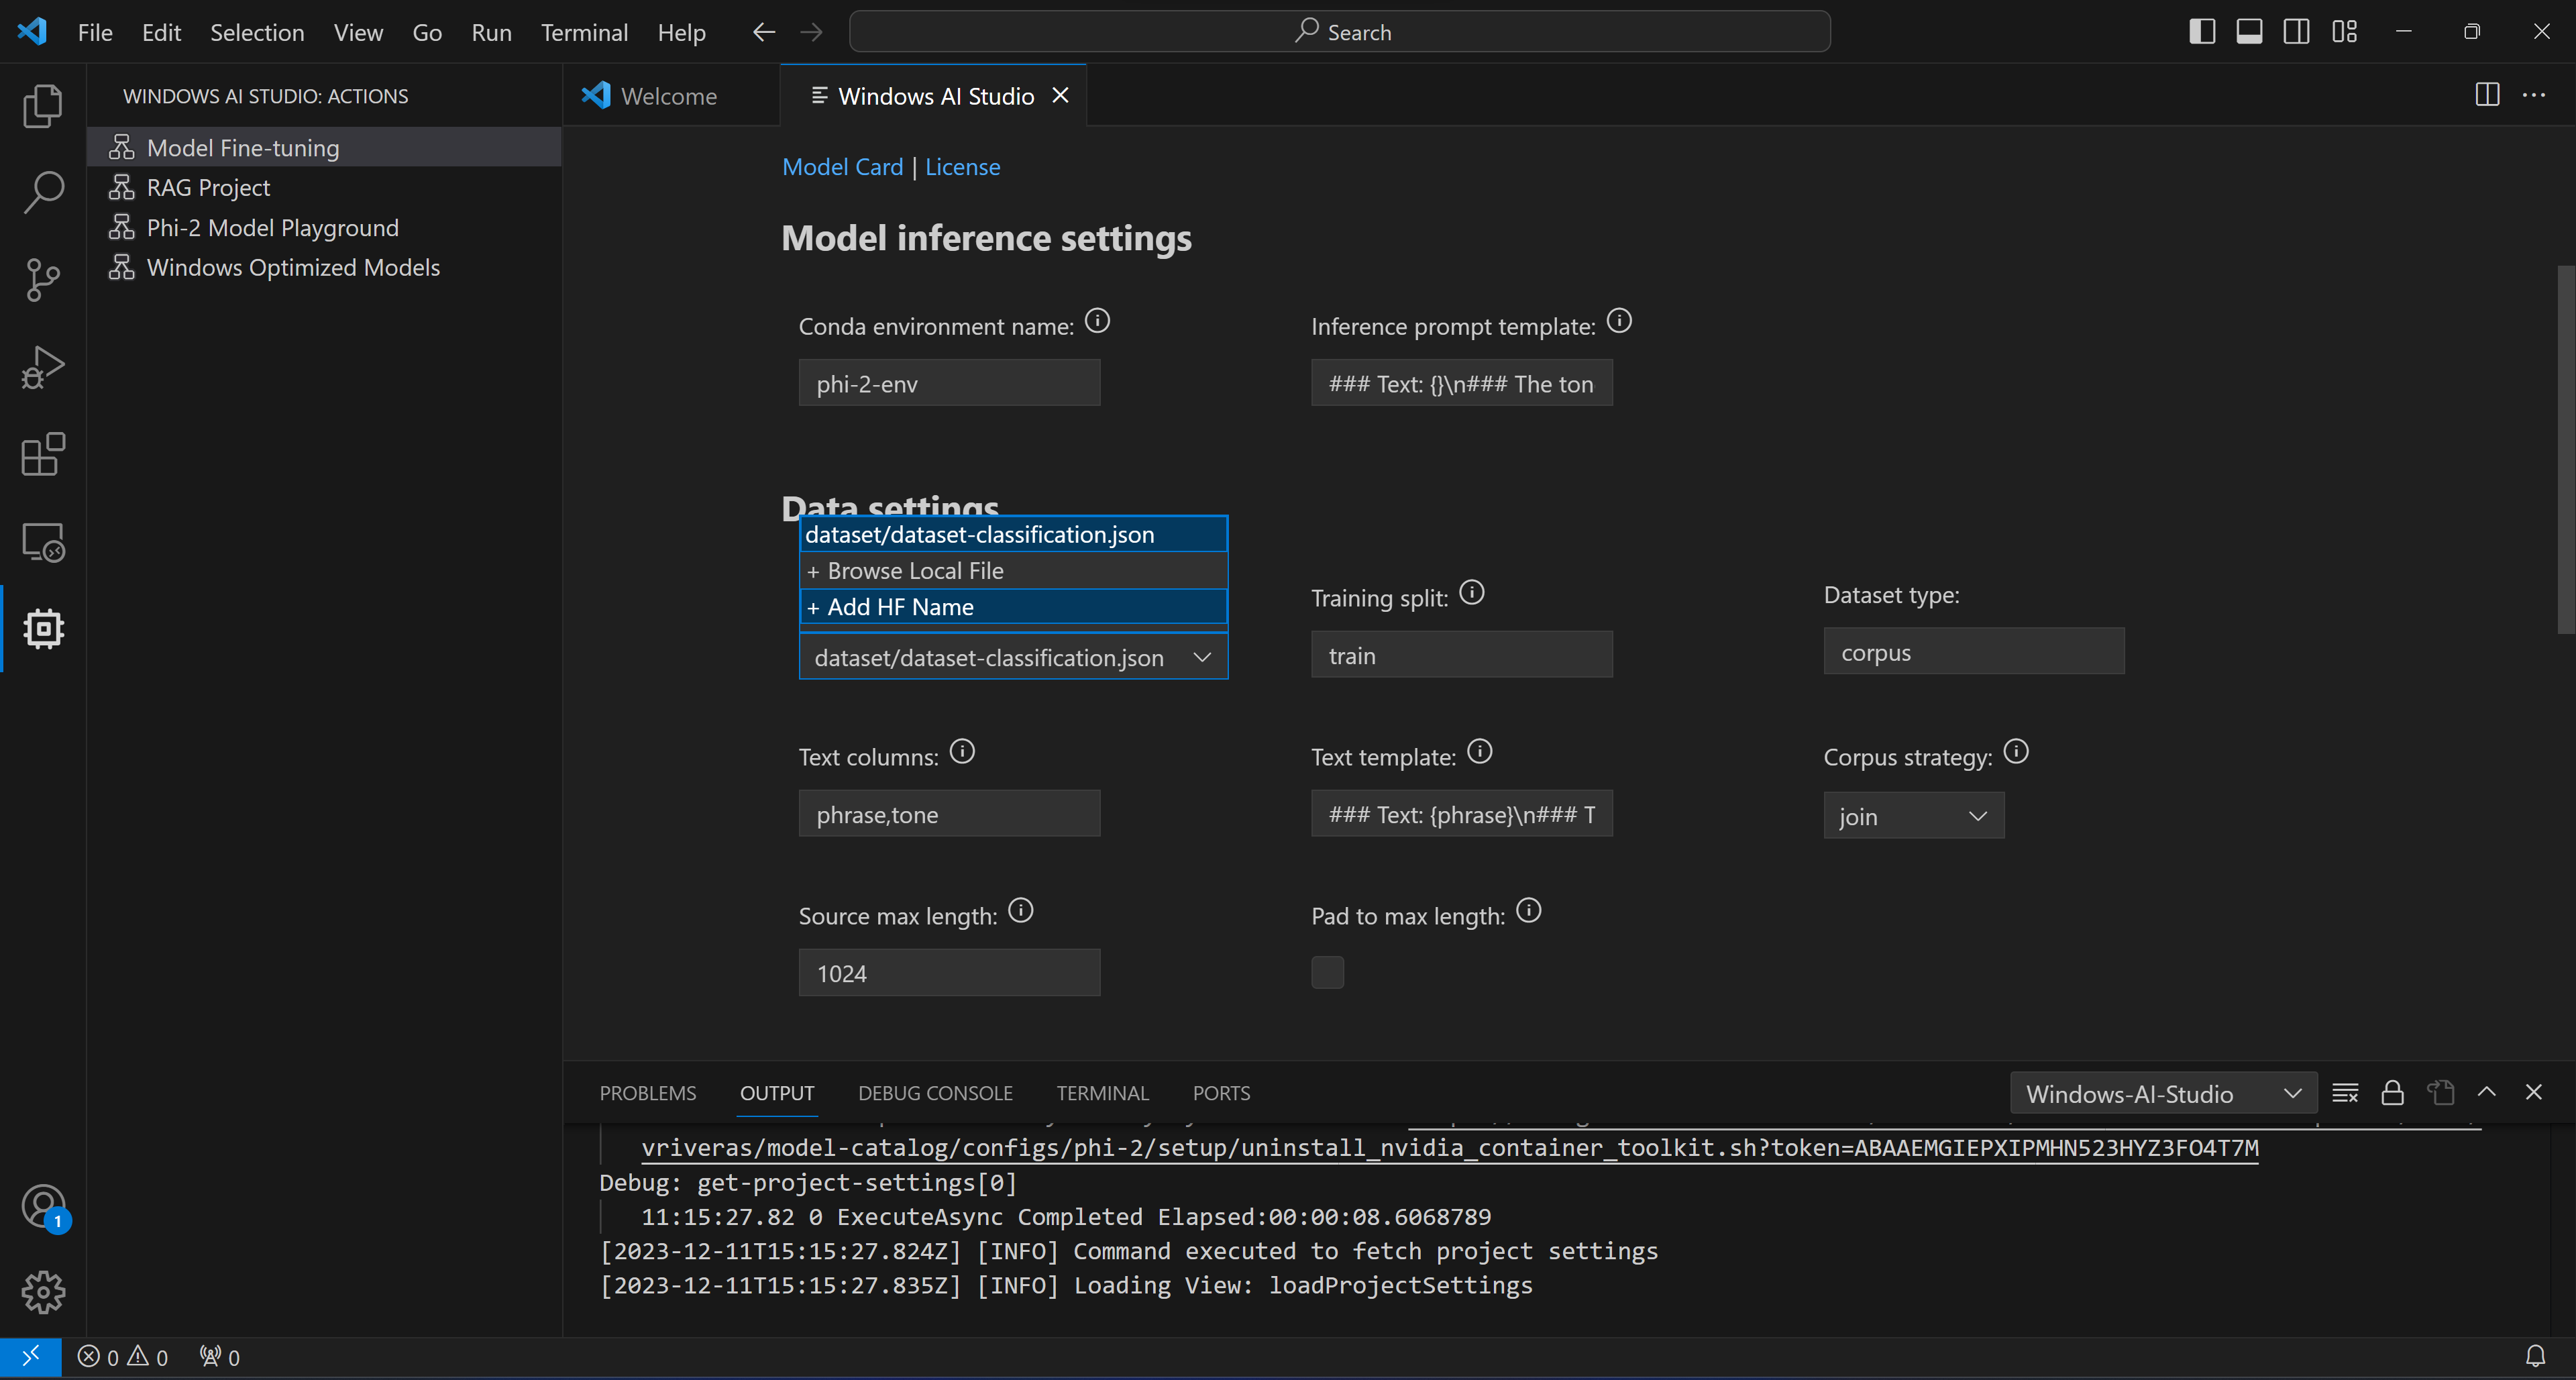 File Edit Selection View Go Run Terminal Help
Search
WINDOWS AI STUDIO: ACTIONS
Model Fine-tuning
RAG Project
Phi-2 Model Playground
Windows Optimized Models
Welcome
Windows AI Studio
Model Card | License
Model inference settings
Conda environment name:
Inference prompt template:
phi-2-env
### Text: {}\n### The ton
Data settings
dataset/dataset-classification.json
+ Browse Local File
+ Add HF Name
dataset/dataset-classification.json
Training split:
train
Dataset type:
corpus
Text columns:
Text template:
Corpus strategy:
phrase,tone
### Text: {phrase}\n### T
join
Source max length:
Pad to max length:
1024
PROBLEMS OUTPUT DEBUG CONSOLE TERMINAL PORTS
Windows-AI-Studio
vriveras/model-catalog/configs/phi-2/setup/uninstall_nvidia_container_toolkit.sh?token=ABAAEMGIEPXIPMHN523HYZ3FO4T7M
Debug: get-project-settings[0]
11:15:27.82 0 ExecuteAsync Completed Elapsed:00:00:08.6068789
[2023-12-11T15:15:27.824Z] [INFO] Command executed to fetch project settings
[2023-12-11T15:15:27.835Z] [INFO] Loading View: loadProjectSettings
1
0 0 0